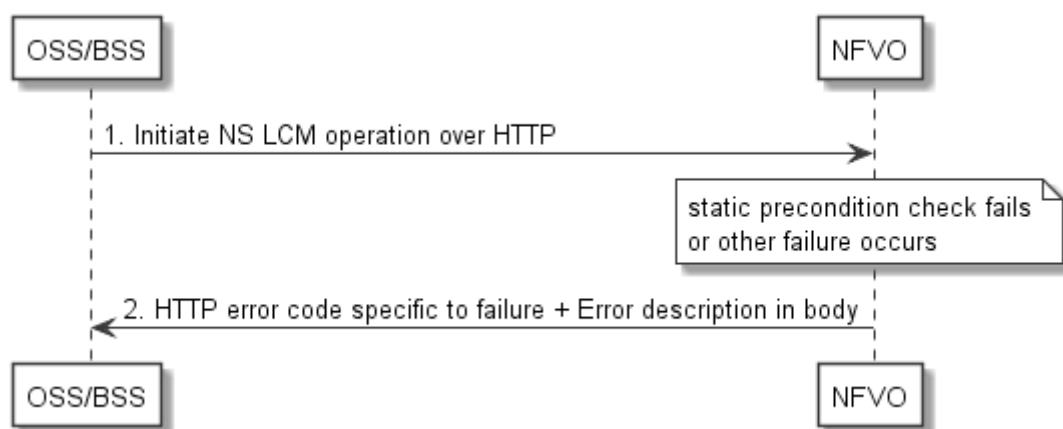 OSS/BSS
NFVO
1. Initiate NS LCM operation over HTTP
static precondition check fails
or other failure occurs
2. HTTP error code specific to failure + Error description in body
OSS/BSS
NFVO